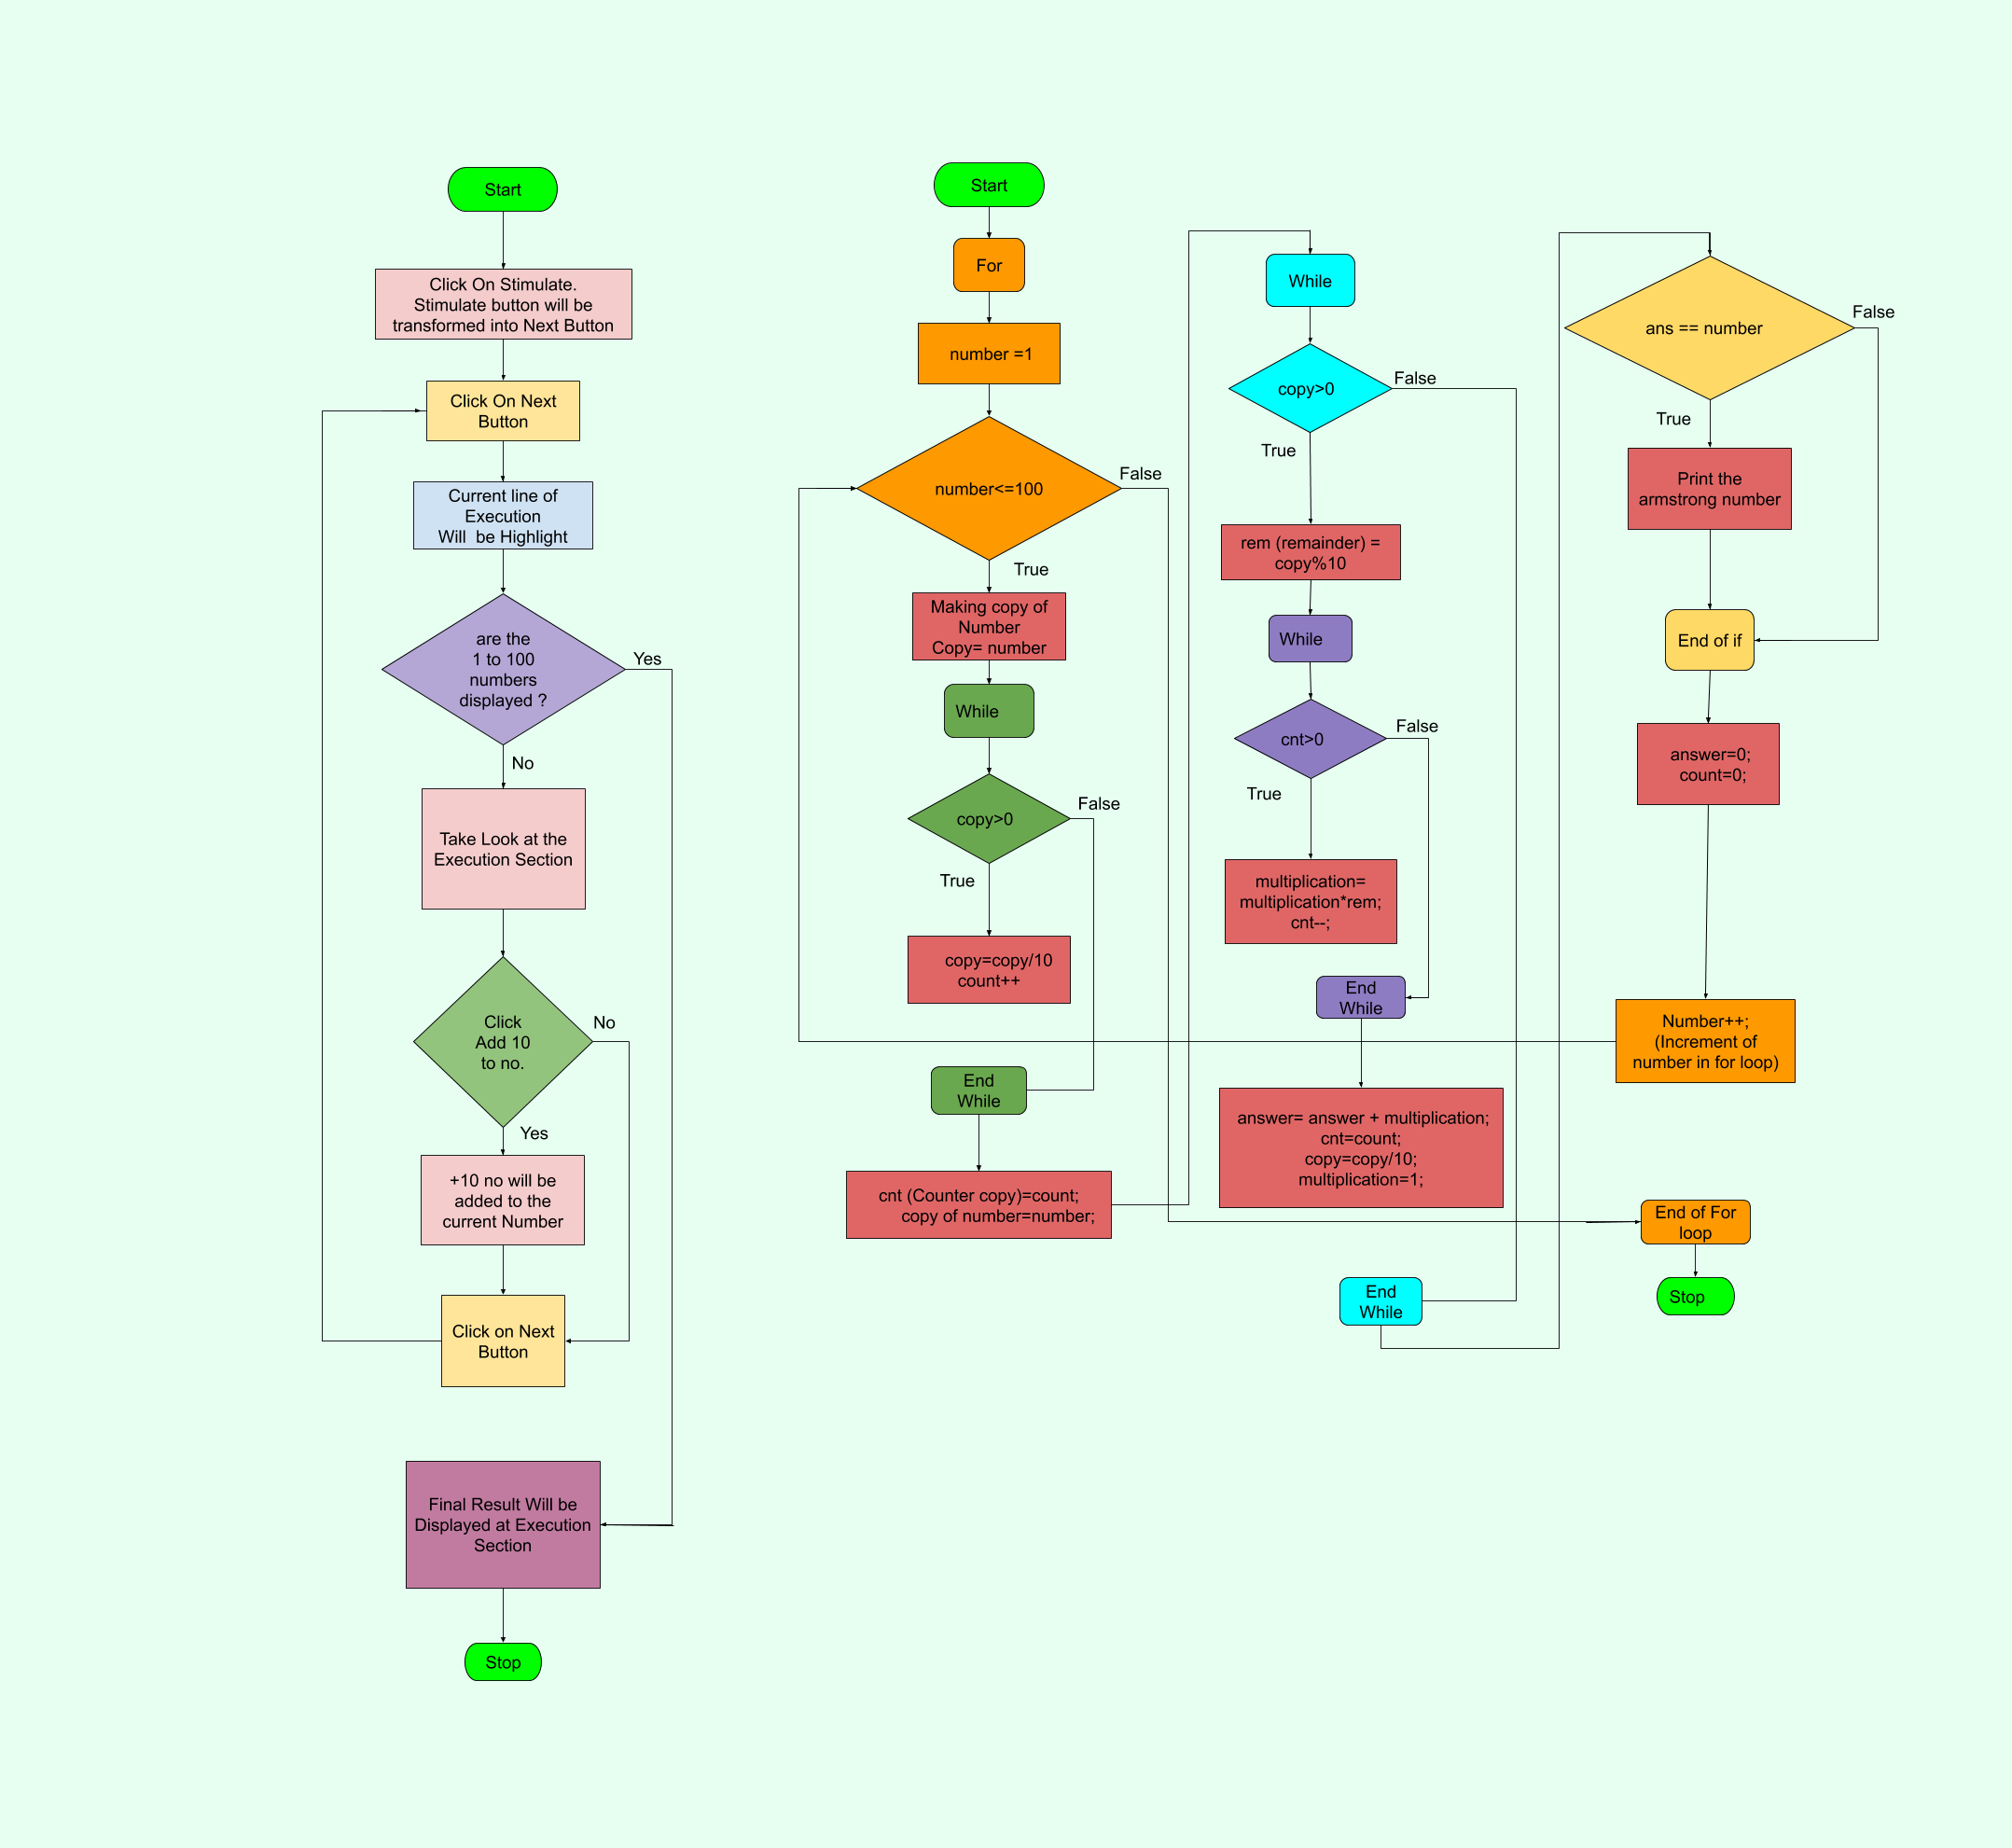 Start
Click On Stimulate.
Stimulate button will be
transformed into Next Button
Click On Next
Button
Current line of
Execution
Will  be Highlight
are the
1 to 100
numbers
displayed ?
Yes
No
Take Look at the
Execution Section
Click
Add 10
to no.
No
Yes
+10 no will be
added to the
current Number
Click on Next
Button
Final Result Will be
Displayed at Execution
Section
Stop
Start
For
number =1
number<=100
False
True
Making copy of
Number
Copy= number
While
copy>0
False
True
copy=copy/10
count++
End
While
cnt (Counter copy)=count;
copy of number=number;
While
copy>0
False
True
rem (remainder) =
copy%10
While
cnt>0
False
True
multiplication=
multiplication*rem;
cnt--;
End
While
answer= answer + multiplication;
cnt=count;
copy=copy/10;
multiplication=1;
End
While
ans == number
False
True
Print the
armstrong number
End of if
answer=0;
count=0;
Number++;
(Increment of
number in for loop)
End of For
loop
Stop